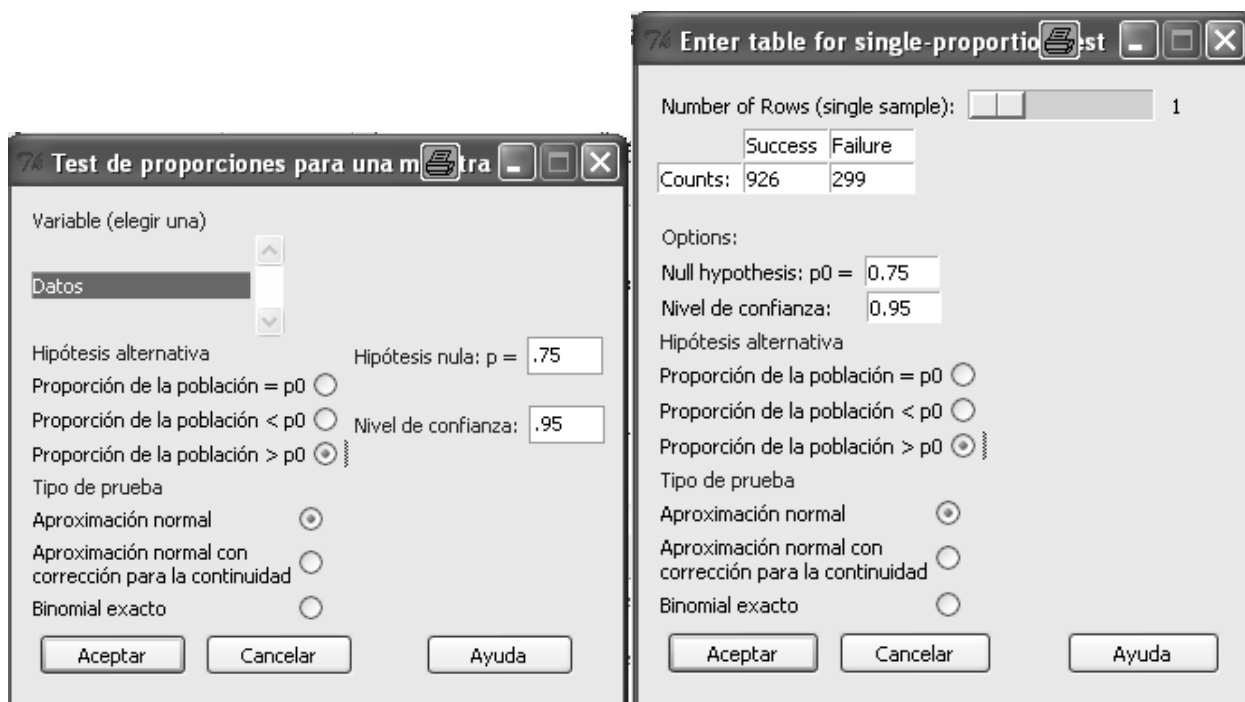 Test de proporciones para una m tra
Variable (elegir una)
Datos
Hipótesis alternativa
Hipótesis nula: p = .75
Proporción de la población = p0
Proporción de la población < p0
Nivel de confianza: .95
Proporción de la población > p0
Tipo de prueba
Aproximación normal
Aproximación normal con
corrección para la continuidad
Binomial exacto
Aceptar Cancelar Ayuda
Enter table for single-proportio est
Number of Rows (single sample): 1
Success Failure
Counts: 926 299
Options:
Null hypothesis: p0 = 0.75
Nivel de confianza: 0.95
Hipótesis alternativa
Proporción de la población = p0
Proporción de la población < p0
Proporción de la población > p0
Tipo de prueba
Aproximación normal
Aproximación normal con
corrección para la continuidad
Binomial exacto
Aceptar Cancelar Ayuda